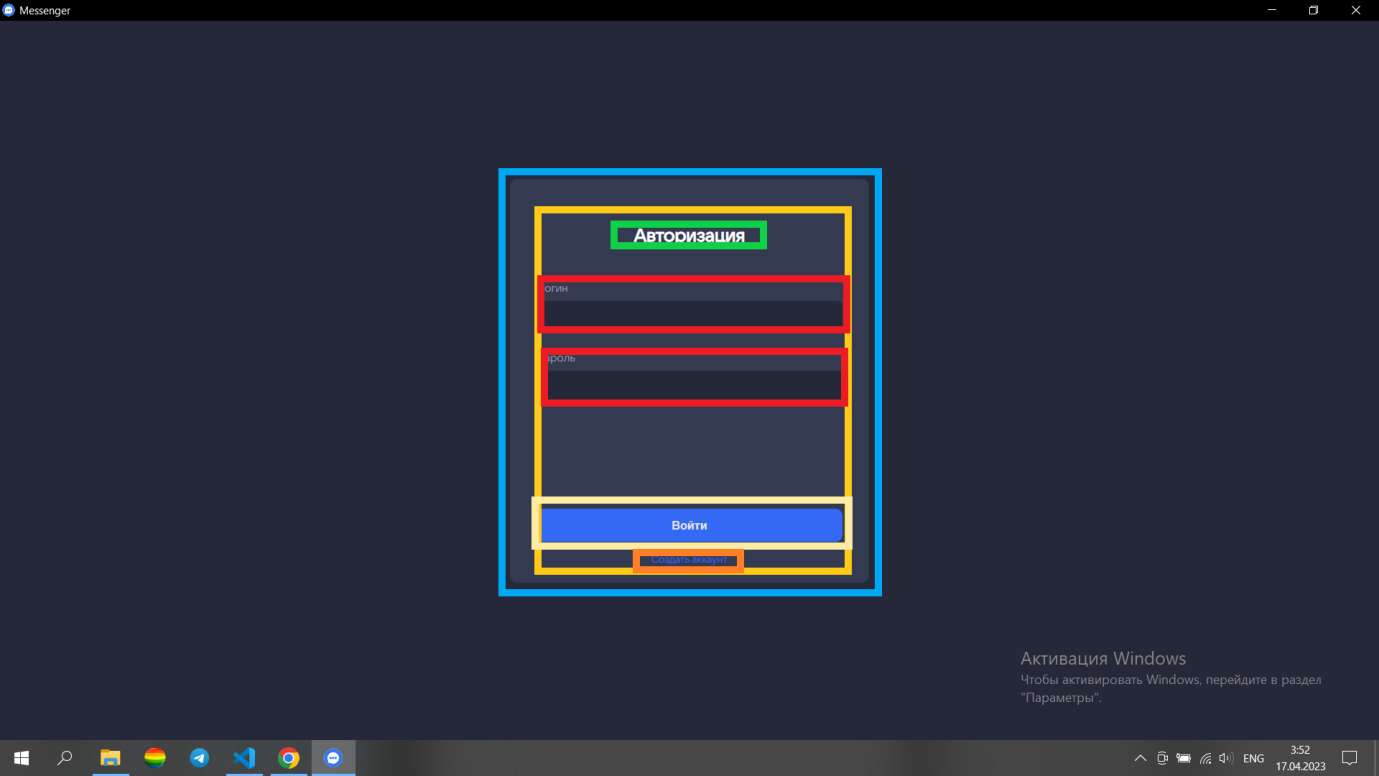 Messenger
Авторизация
огин
ароль
Войти
Создать аккаунт
Активация Windows
Чтобы активировать Windows, перейдите в раздел
"Параметры".
ENG
3:52
17.04.2023